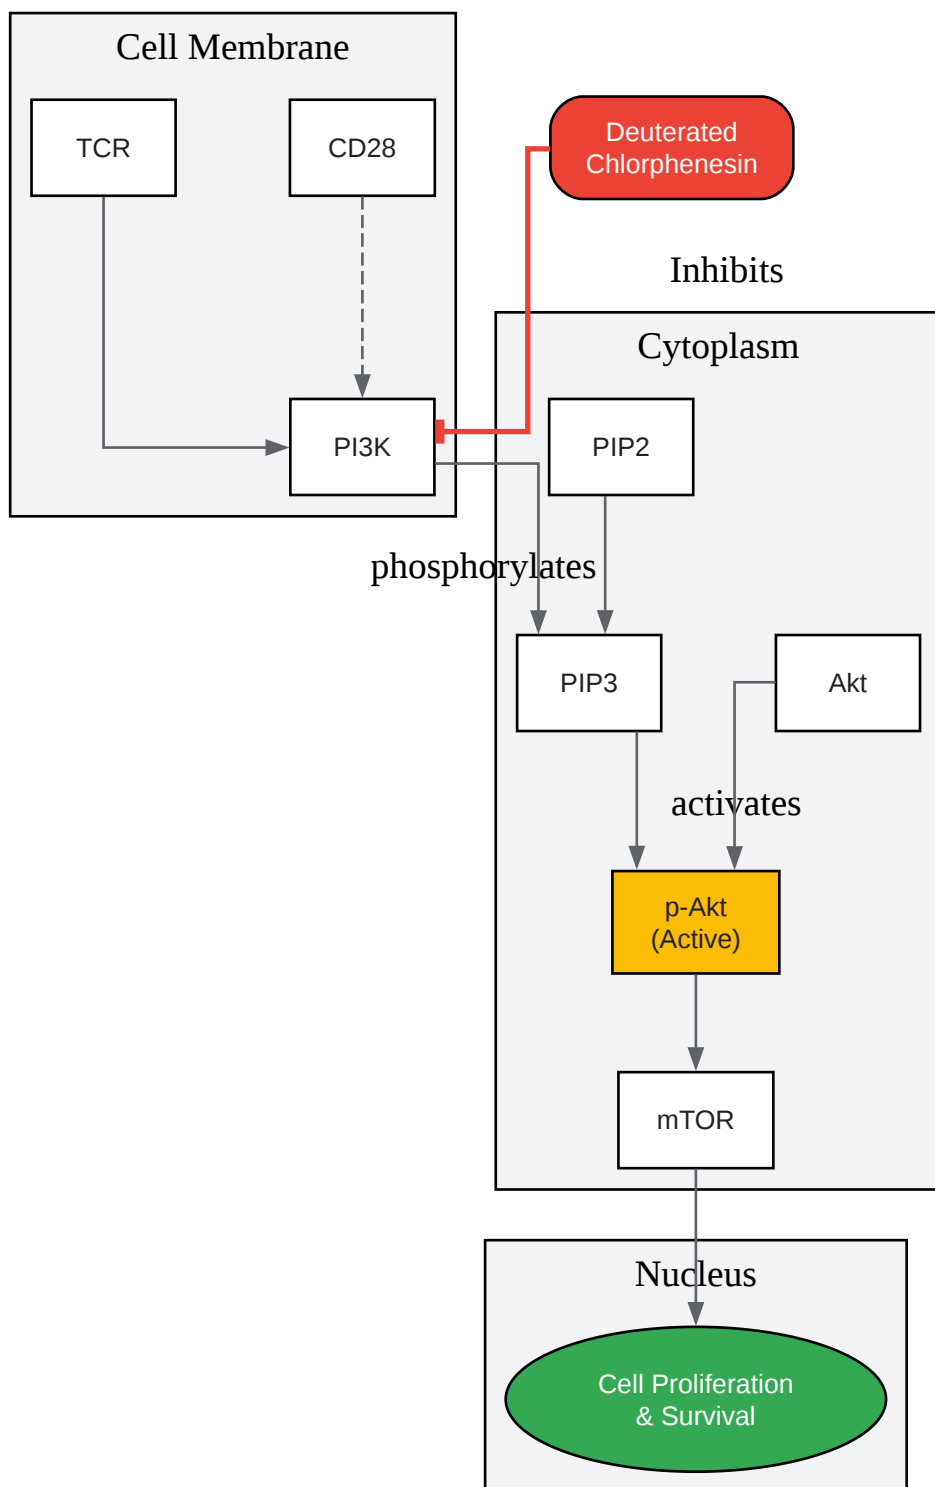 Cell Membrane
TCR
CD28
Deuterated
Chlorphenesin
Inhibits
Cytoplasm
PI3K
PIP2
phosphorylates
PIP3
Akt
activates
p-Akt
(Active)
mTOR
Nucleus
Cell Proliferation
& Survival